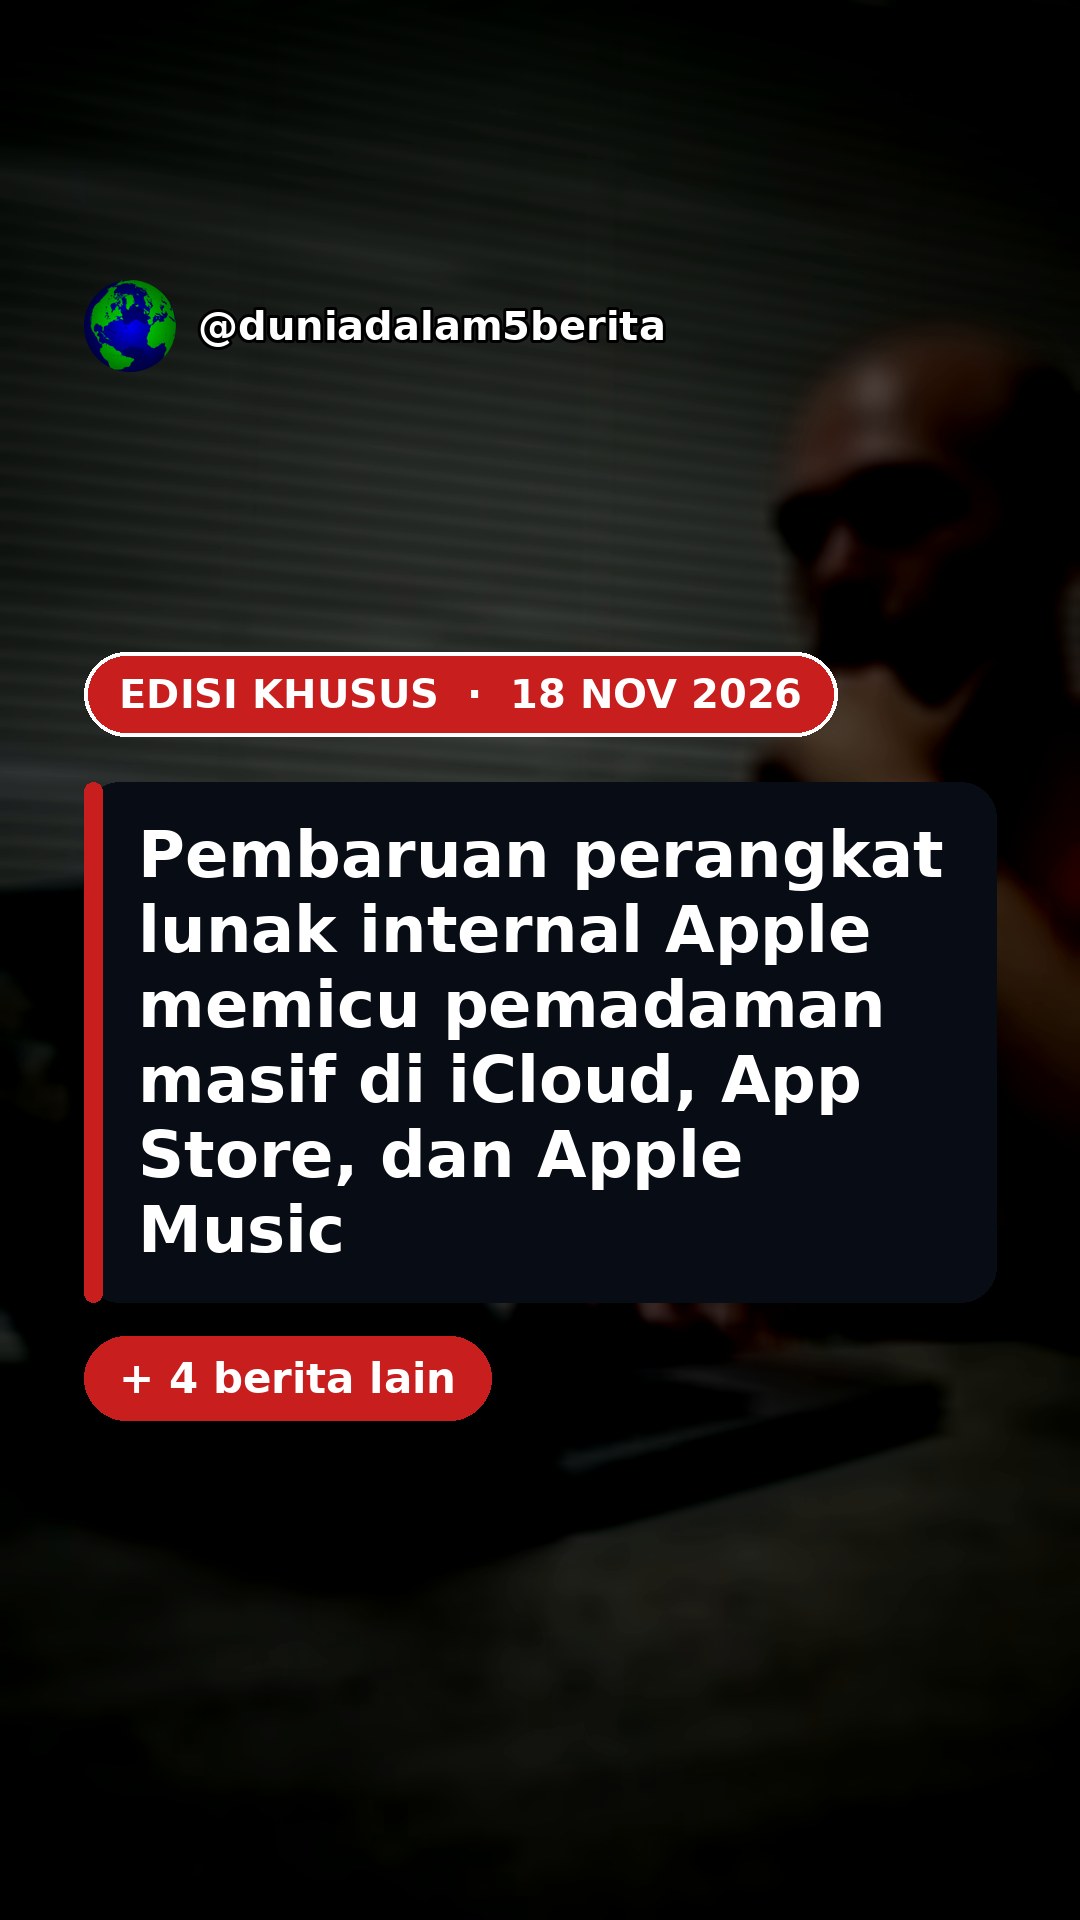 @duniadalam5berita
EDISI KHUSUS · 18 NOV 2026
Pembaruan perangkat
lunak internal Apple
memicu pemadaman
masif di iCloud, App
Store, dan Apple
Music
+ 4 berita lain